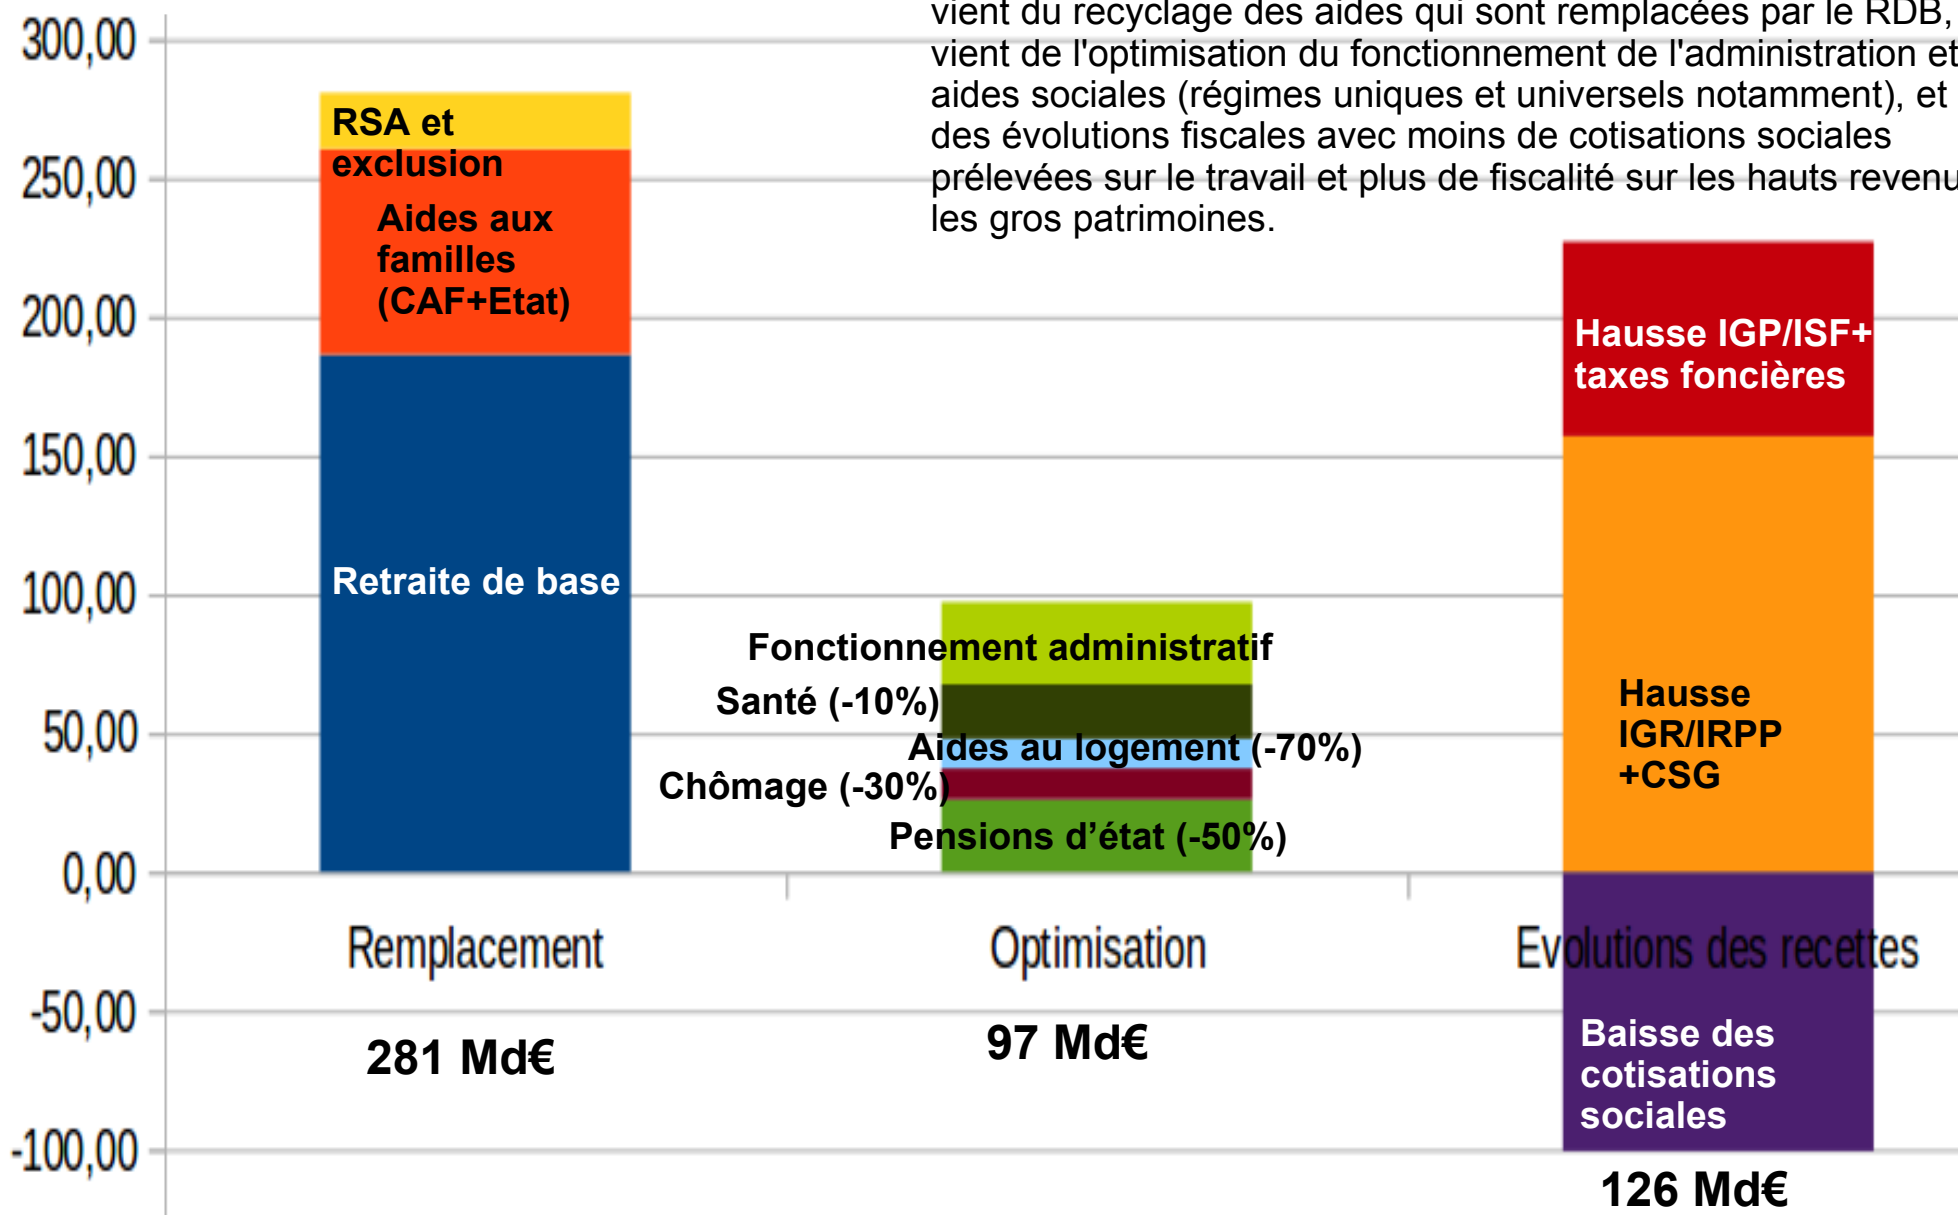 vient du recyclage des aides qui sont remplacées par le RDB,
vient de l'optimisation du fonctionnement de l'administration et
aides sociales (régimes uniques et universels notamment), et
des évolutions fiscales avec moins de cotisations sociales
prélevées sur le travail et plus de fiscalité sur les hauts revenu
les gros patrimoines.
300,00
250,00
200,00
150,00
100,00
50,00
0,00
-50,00
-100,00
RSA et
exclusion
Aides aux
familles
(CAF+Etat)
Retraite de base
Fonctionnement administratif
Santé (-10%)
Aides au logement (-70%)
Chômage (-30%)
Pensions d’état (-50%)
Hausse IGP/ISF+
taxes foncières
Hausse
IGR/IRPP
+CSG
Baisse des
cotisations
sociales
Remplacement
Optimisation
Evolutions des recettes
281 Md€
97 Md€
126 Md€